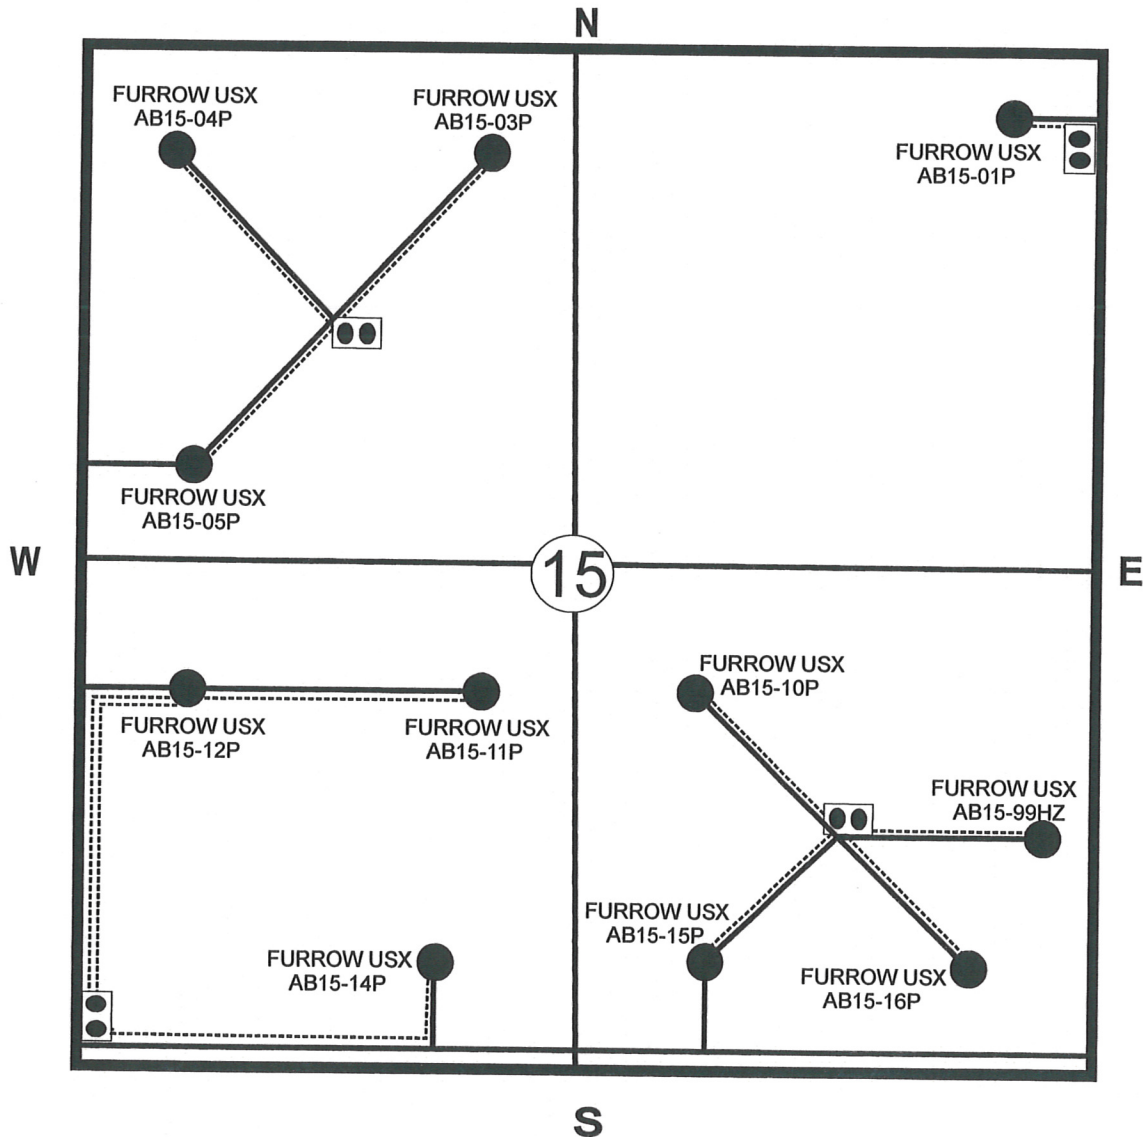 N
FURROW USX
AB15-04P
FURROW USX
AB15-03P
FURROW USX
AB15-01P
FURROW USX
AB15-05P
W
15
E
FURROW USX
AB15-10P
FURROW USX
AB15-12P
FURROW USX
AB15-11P
FURROW USX
AB15-99HZ
FURROW USX
AB15-15P
FURROW USX
AB15-14P
FURROW USX
AB15-16P
S